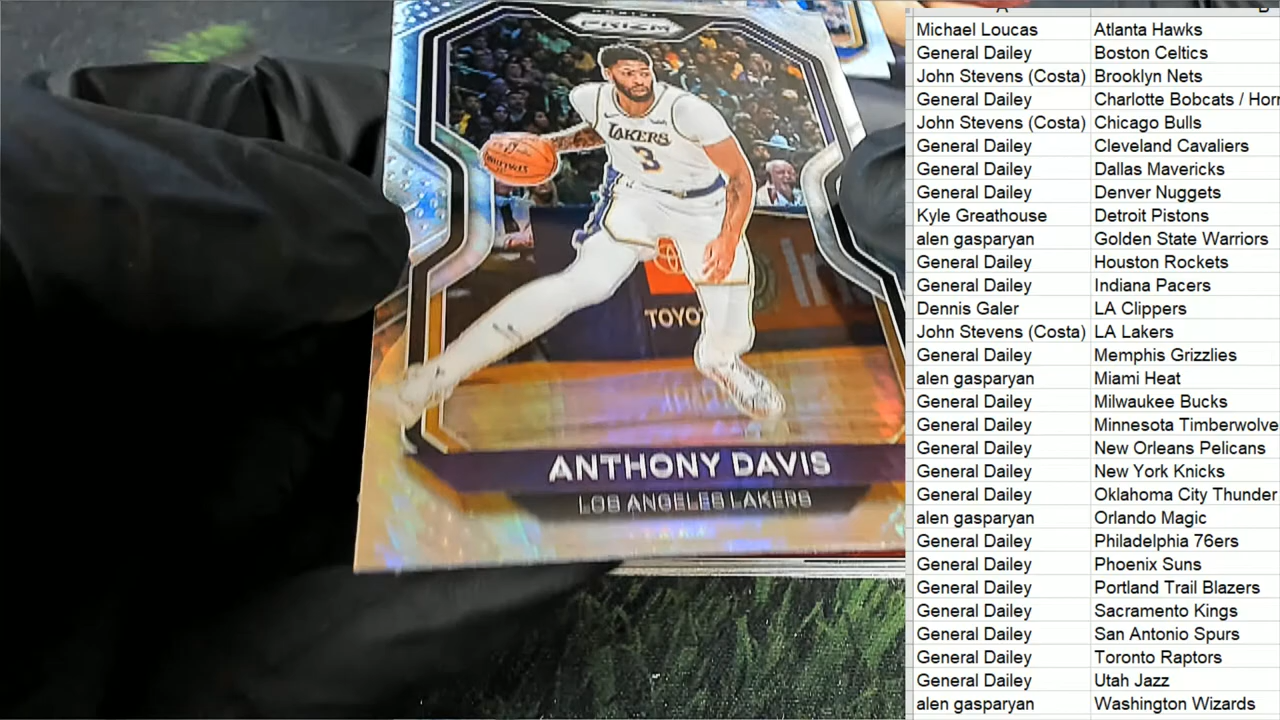 PANINI
PRIZM
LAKERS
3
TOYO
ANTHONY DAVIS
LOS ANGELES LAKERS
A B
Michael Loucas Atlanta Hawks
General Dailey Boston Celtics
John Stevens (Costa) Brooklyn Nets
General Dailey Charlotte Bobcats / Horn
John Stevens (Costa) Chicago Bulls
General Dailey Cleveland Cavaliers
General Dailey Dallas Mavericks
General Dailey Denver Nuggets
Kyle Greathouse Detroit Pistons
alen gasparyan Golden State Warriors
General Dailey Houston Rockets
General Dailey Indiana Pacers
Dennis Galer LA Clippers
John Stevens (Costa) LA Lakers
General Dailey Memphis Grizzlies
alen gasparyan Miami Heat
General Dailey Milwaukee Bucks
General Dailey Minnesota Timberwolve
General Dailey New Orleans Pelicans
General Dailey New York Knicks
General Dailey Oklahoma City Thunder
alen gasparyan Orlando Magic
General Dailey Philadelphia 76ers
General Dailey Phoenix Suns
General Dailey Portland Trail Blazers
General Dailey Sacramento Kings
General Dailey San Antonio Spurs
General Dailey Toronto Raptors
General Dailey Utah Jazz
alen gasparyan Washington Wizards